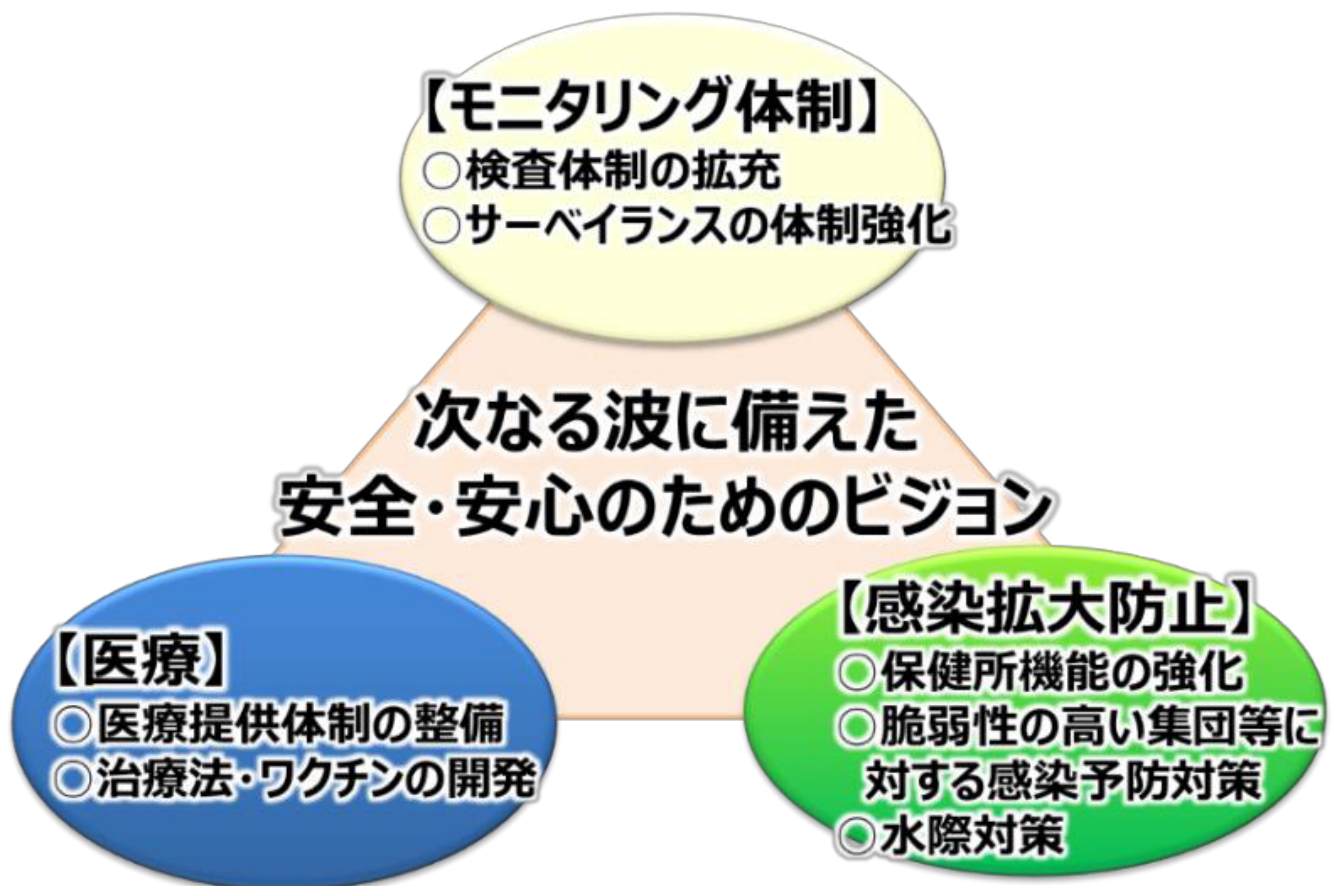 【モニタリング体制】
○検査体制の拡充
○サーベイランスの体制強化
次なる波に備えた
安全・安心のためのビジョン
【医療】
○医療提供体制の整備
○治療法・ワクチンの開発
【感染拡大防止】
○保健所機能の強化
○脆弱性の高い集団等に
対する感染予防対策
○水際対策